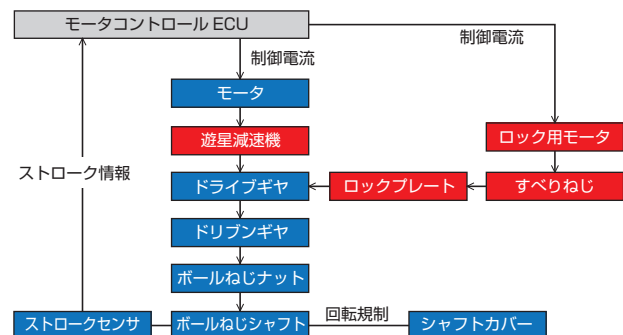 モータコントロール ECU
制御電流
制御電流
モータ
遊星減速機
ロック用モータ
ストローク情報
ドライブギヤ
ロックプレート
すべりねじ
ドリブンギヤ
ボールねじナット
ストロークセンサ
ボールねじシャフト
回転規制
シャフトカバー